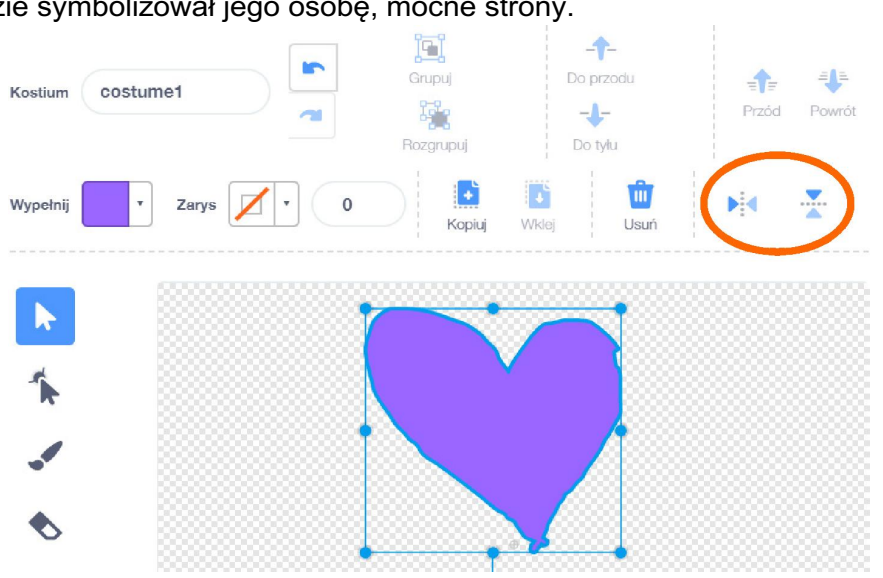 zie symbolizował jego osobę, mocne strony.
Kostium costume1
Grupuj
Rozgrupuj
Do przodu
Do tyłu
Przód Powrót
Wypełnij Zarys 0
Kopiuj Wklej Usuń